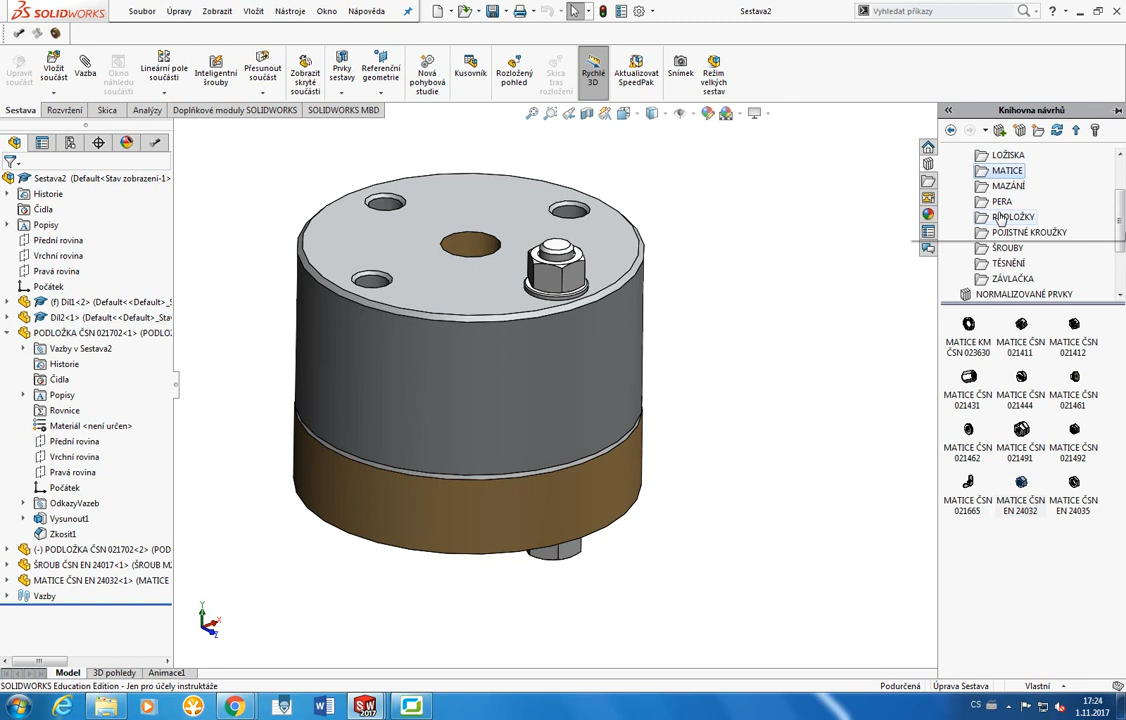 SOLIDWORKS
Soubor Úpravy Zobrazit Vložit Nástroje Okno Nápověda
Sestava2
Vyhledat příkazy
Upravit součást
Vložit součást
Vazba
Okno náhledu součásti
Lineární pole součásti
Inteligentní šrouby
Přesunout součást
Zobrazit skryté součásti
Prvky sestavy
Referenční geometrie
Nová pohybová studie
Kusovník
Rozložený pohled
Skica tras rozložení
Rychlé 3D
Aktualizovat SpeedPak
Snímek
Režim velkých sestav
Sestava Rozvržení Skica Analýzy Doplňkové moduly SOLIDWORKS SOLIDWORKS MBD
Sestava2 (Default<Stav zobrazení-1>
Historie
Čidla
Popisy
Přední rovina
Vrchní rovina
Pravá rovina
Počátek
(f) Díl1<2> (Default<<Default>_S
Díl2<1> (Default<<Default>_Sta
PODLOŽKA ČSN 021702<1> (PODLO
Vazby v Sestava2
Historie
Čidla
Popisy
Rovnice
Materiál <není určen>
Přední rovina
Vrchní rovina
Pravá rovina
Počátek
OdkazyVazeb
Vysunout1
Zkosit1
(-) PODLOŽKA ČSN 021702<2> (POD
ŠROUB ČSN EN 24017<1> (ŠROUB M
MATICE ČSN EN 24032<1> (MATICE
Vazby
Knihovna návrhů
LOŽISKA
MATICE
MAZÁNÍ
PERA
PODLOŽKY
POJISTNÉ KROUŽKY
ŠROUBY
TĚSNĚNÍ
ZÁVLAČKA
NORMALIZOVANÉ PRVKY
MATICE KM ČSN 023630
MATICE ČSN 021411
MATICE ČSN 021412
MATICE ČSN 021431
MATICE ČSN 021444
MATICE ČSN 021461
MATICE ČSN 021462
MATICE ČSN 021491
MATICE ČSN 021492
MATICE ČSN 021665
MATICE ČSN EN 24032
MATICE ČSN EN 24035
Y
X
Z
Model 3D pohledy Animace1
SOLIDWORKS Education Edition - Jen pro účely instruktáže
Podurčená Úprava Sestava Vlastní
CS
17:24
1.11.2017